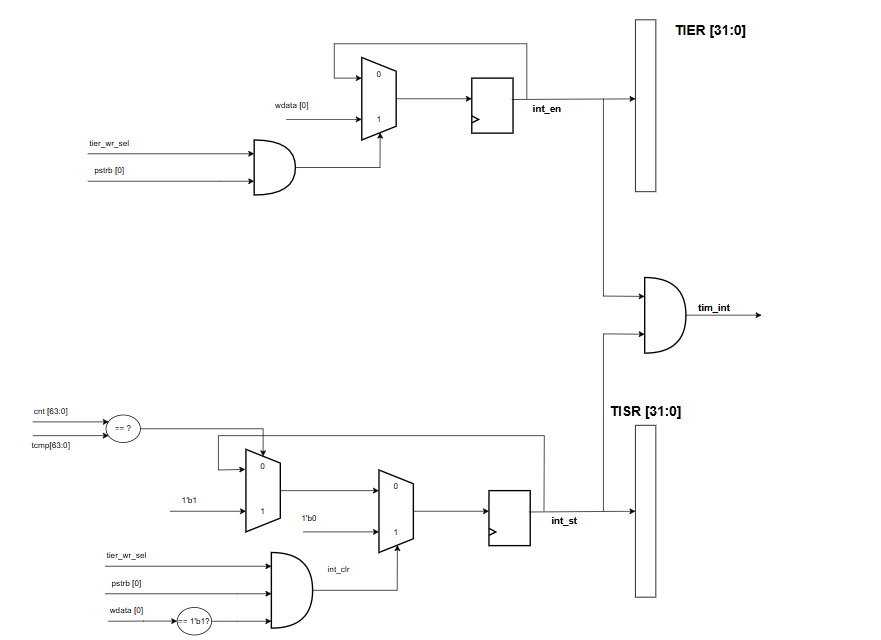 TIER [31:0]
0
wdata [0]
1
int_en
tier_wr_sel
pstrb [0]
tim_int
cnt [63:0]
== ?
tcmp[63:0]
TISR [31:0]
0
1'b1
1
0
1'b0
1
int_st
tier_wr_sel
int_clr
pstrb [0]
wdata [0]
== 1'b1?